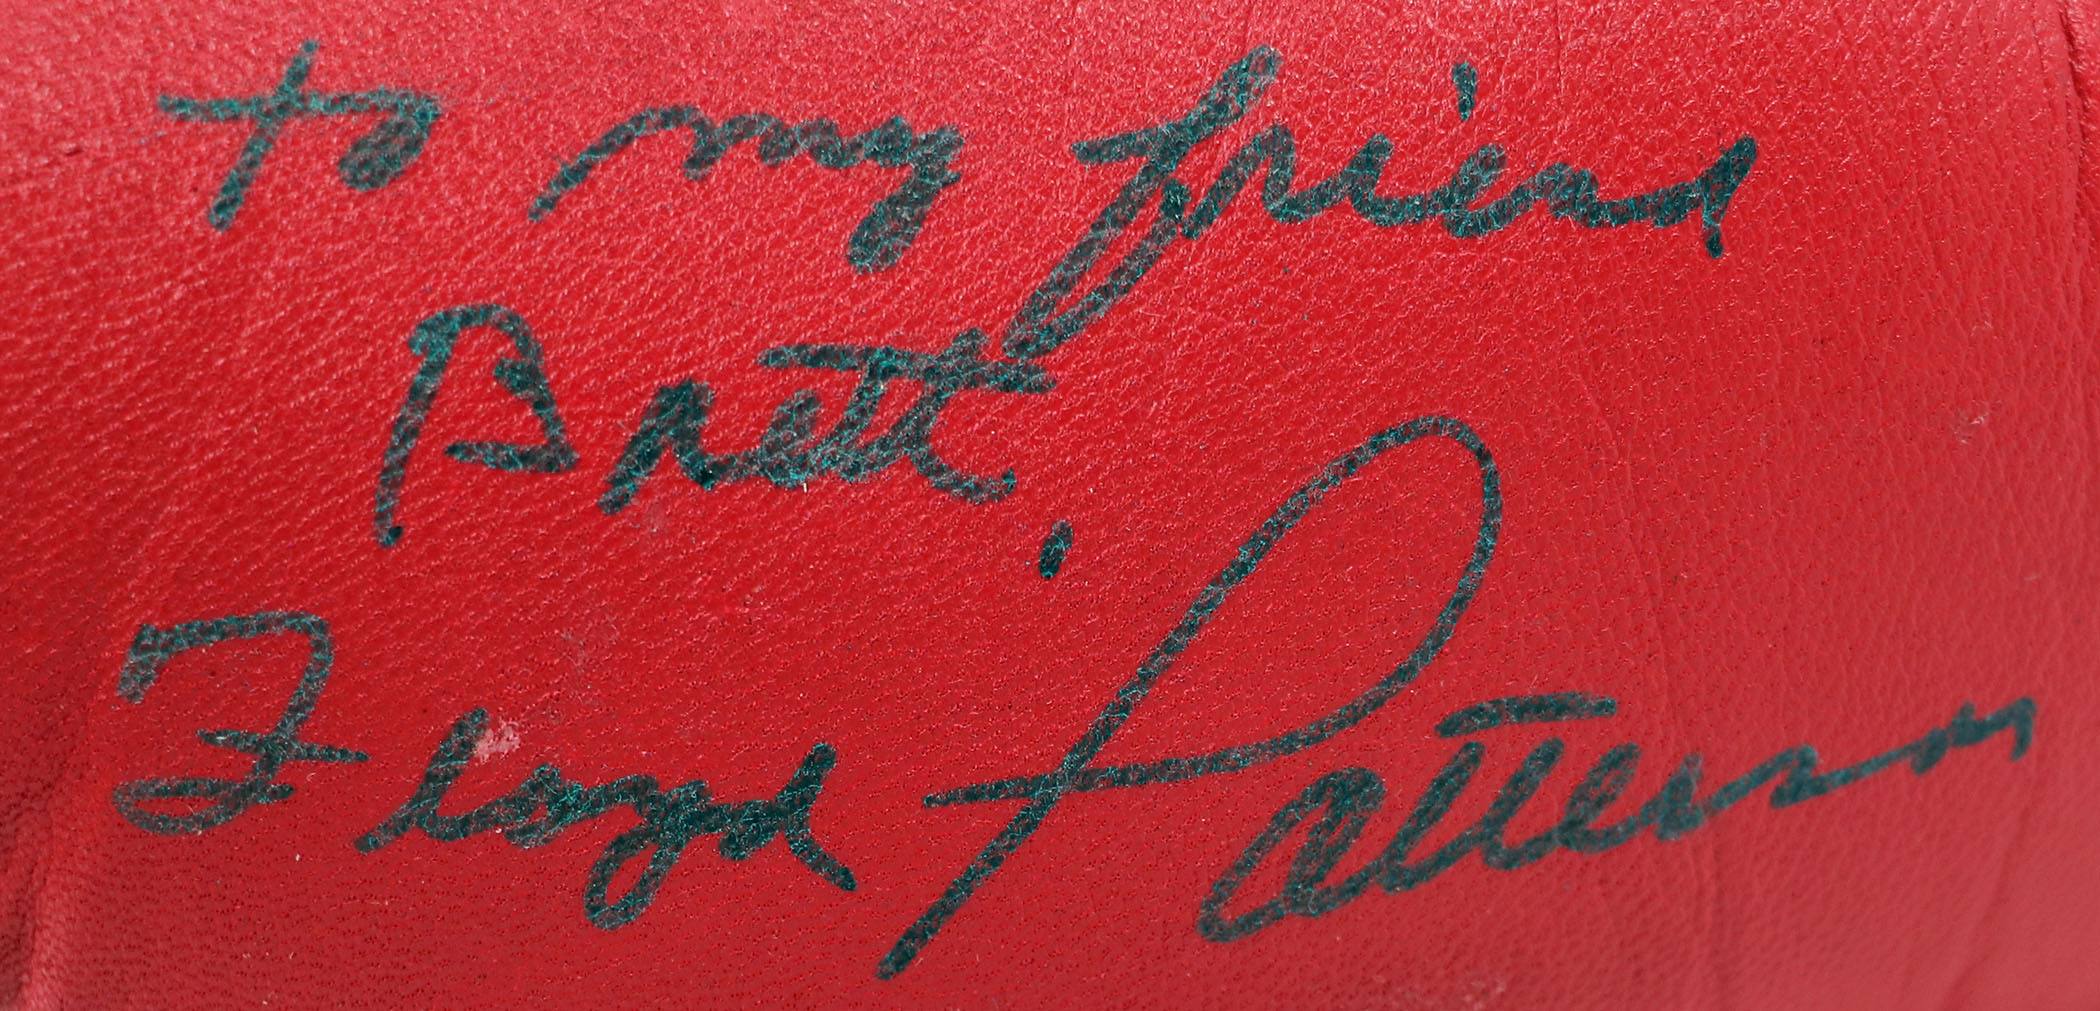 to my friend
Brett.
Floyd Patterson